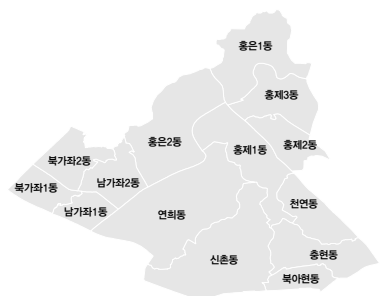 홍은1동
홍제3동
홍은2동
홍제1동
홍제2동
북가좌2동
북가좌1동
남가좌2동
남가좌1동
연희동
천연동
신촌동
충현동
북아현동